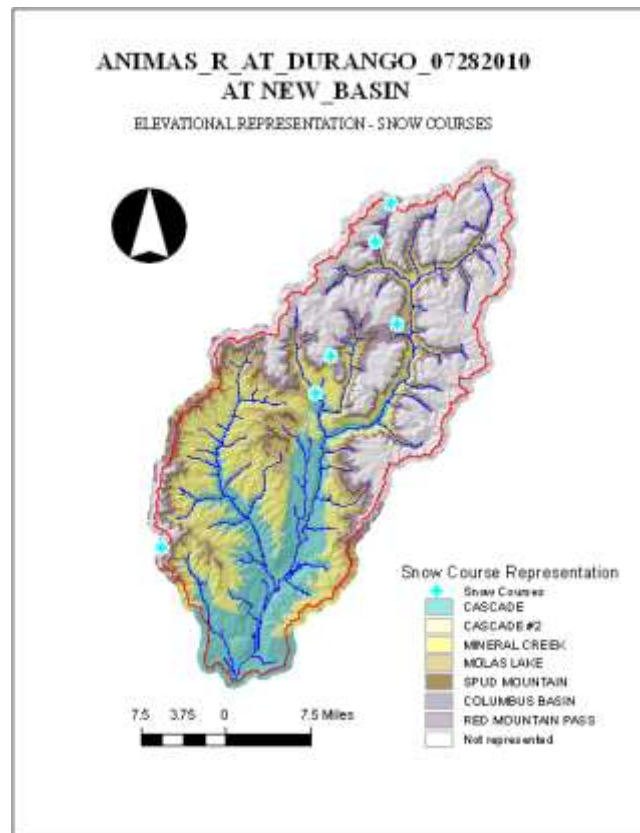 ANIMAS_R_AT_DURANGO_07282010
AT NEW_BASIN
ELEVATIONAL REPRESENTATION - SNOW COURSES
Snow Course Representation
Snow Courses
CASCADE
CASCADE #2
MINERAL CREEK
MOLAS LAKE
SPUD MOUNTAIN
COLUMBUS BASIN
RED MOUNTAIN PASS
Not represented
7.5 3.75 0 7.5 Miles